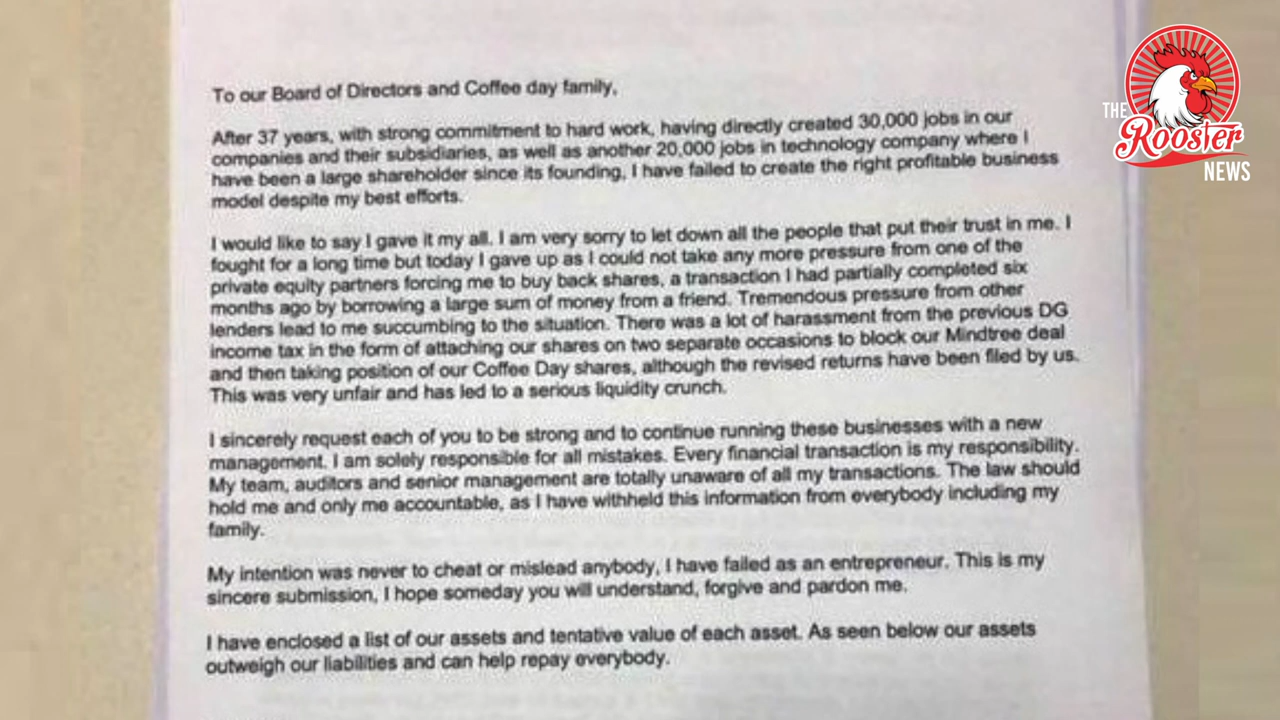 To our Board of Directors and Coffee day family,
After 37 years, with strong commitment to hard work, having directly created 30,000 jobs in our
companies and their subsidiaries, as well as another 20,000 jobs in technology company where I
have been a large shareholder since its founding, I have failed to create the right profitable business
model despite my best efforts.
I would like to say I gave it my all. I am very sorry to let down all the people that put their trust in me. I
fought for a long time but today I gave up as I could not take any more pressure from one of the
private equity partners forcing me to buy back shares, a transaction I had partially completed six
months ago by borrowing a large sum of money from a friend. Tremendous pressure from other
lenders lead to me succumbing to the situation. There was a lot of harassment from the previous DG
income tax in the form of attaching our shares on two separate occasions to block our Mindtree deal
and then taking position of our Coffee Day shares, although the revised returns have been filed by us.
This was very unfair and has led to a serious liquidity crunch.
I sincerely request each of you to be strong and to continue running these businesses with a new
management. I am solely responsible for all mistakes. Every financial transaction is my responsibility.
My team, auditors and senior management are totally unaware of all my transactions. The law should
hold me and only me accountable, as I have withheld this information from everybody including my
family.
My intention was never to cheat or mislead anybody, I have failed as an entrepreneur. This is my
sincere submission, I hope someday you will understand, forgive and pardon me.
I have enclosed a list of our assets and tentative value of each asset. As seen below our assets
outweigh our liabilities and can help repay everybody.
THE
Rooster
NEWS